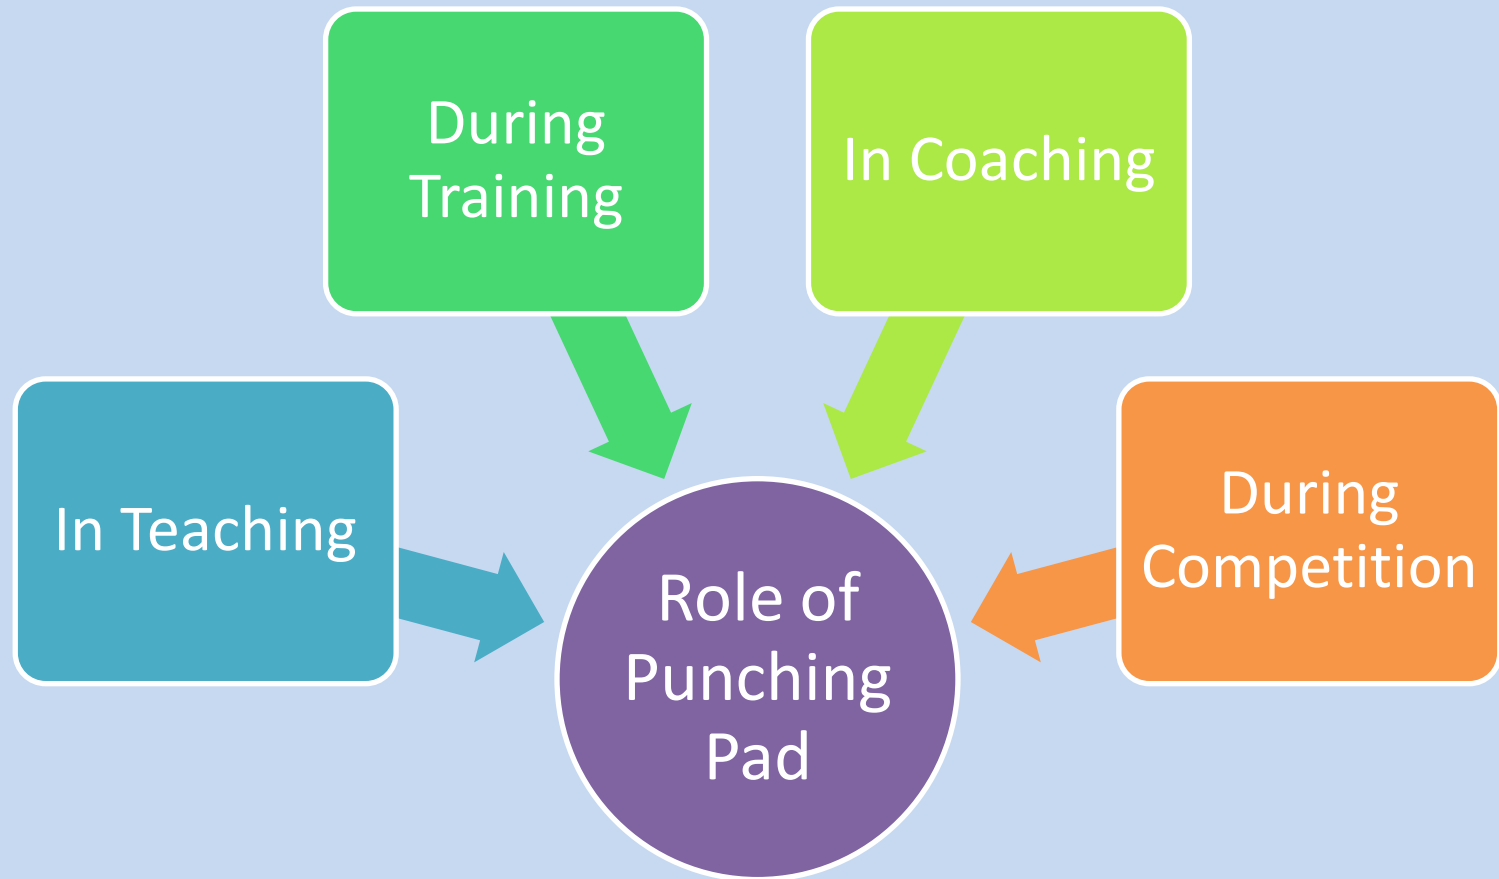 During
Training
In Coaching
In Teaching
During
Competition
Role of
Punching
Pad